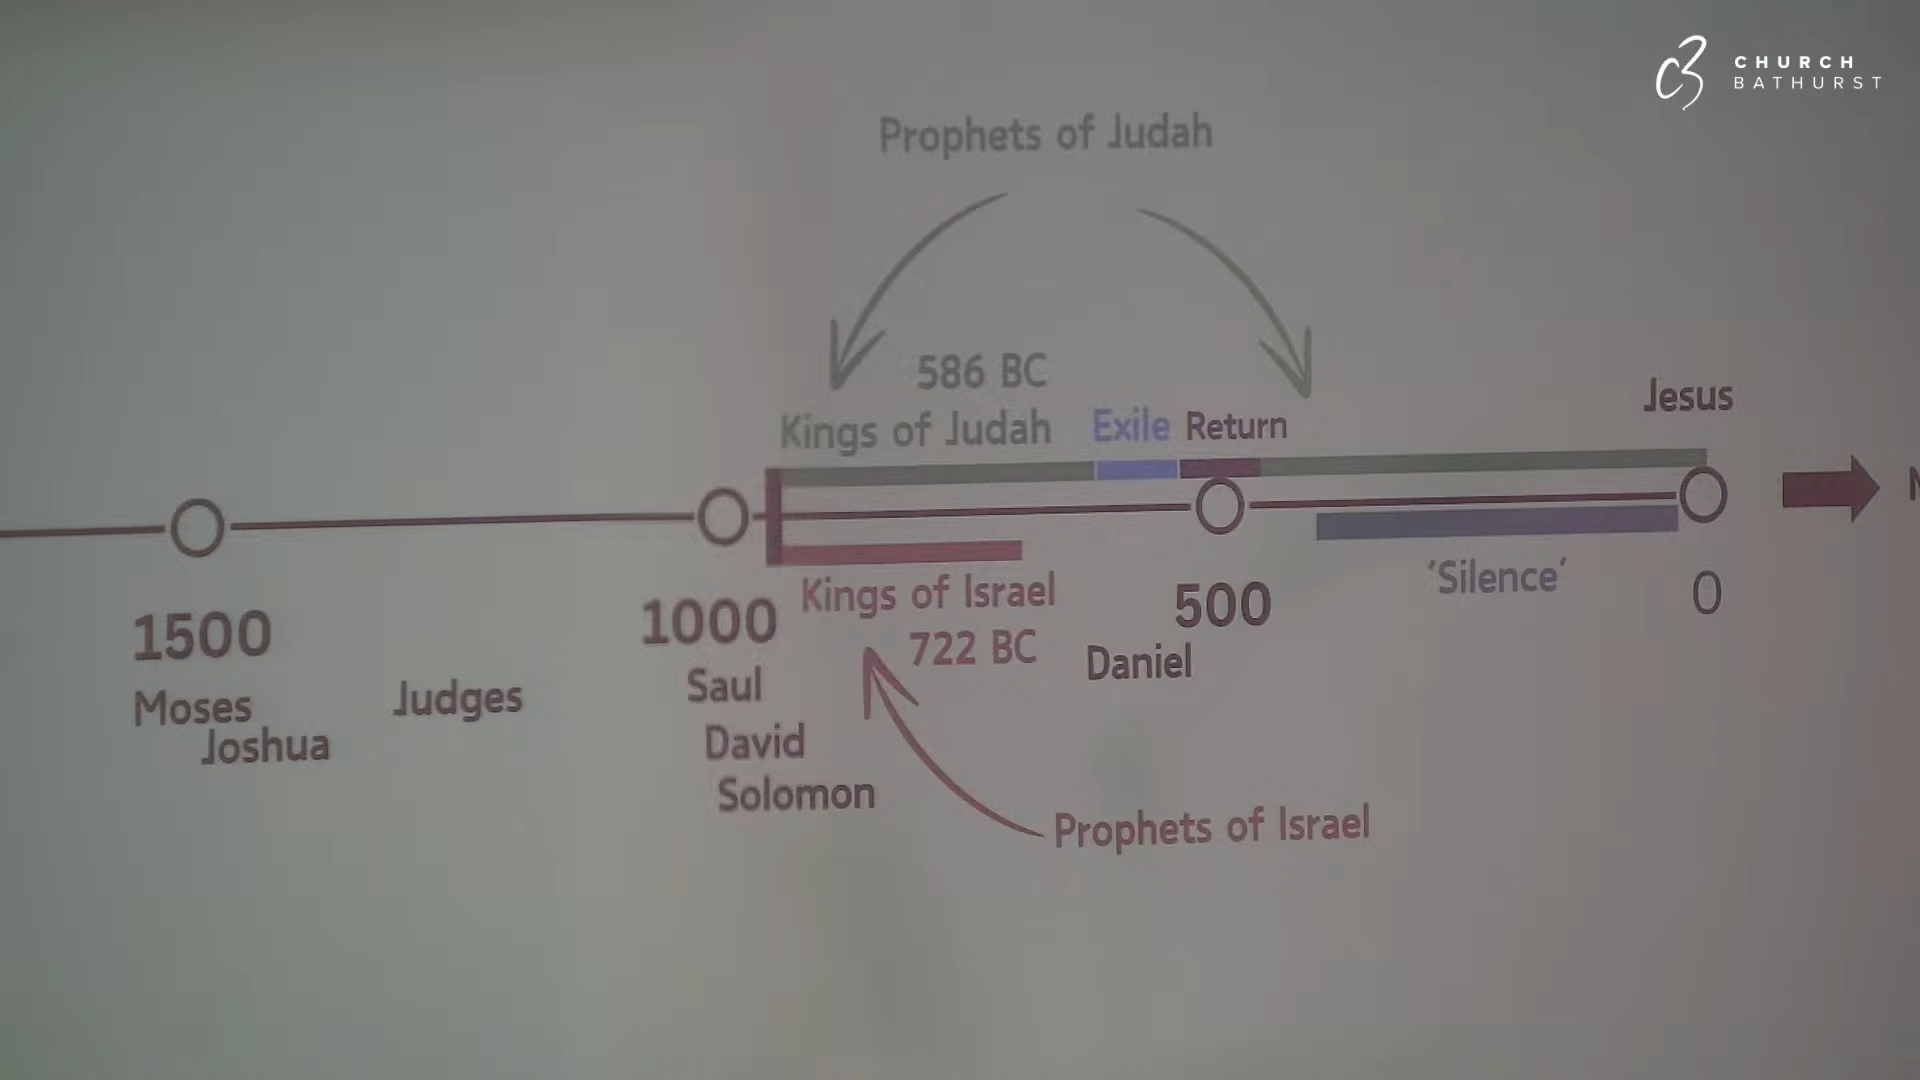 CHURCH
BATHURST
Prophets of Judah
586 BC
Kings of Judah
Exile
Return
Jesus
1500
1000
Kings of Israel
722 BC
500
'Silence'
0
Moses
Joshua
Judges
Saul
David
Solomon
Daniel
Prophets of Israel